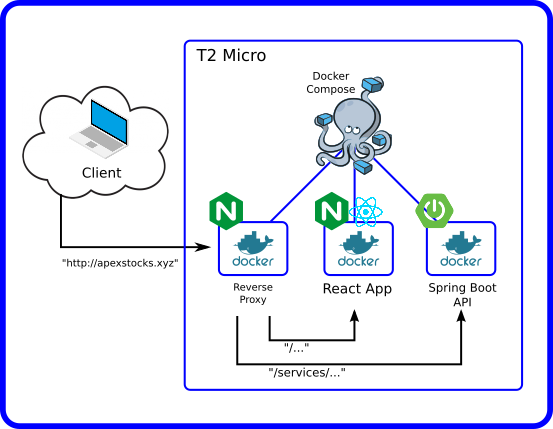 T2 Micro
Docker
Compose
Client
"http://apexstocks.xyz"
N
N
docker
docker
docker
Reverse
Proxy
React App
Spring Boot
API
"/..."
"/services/..."